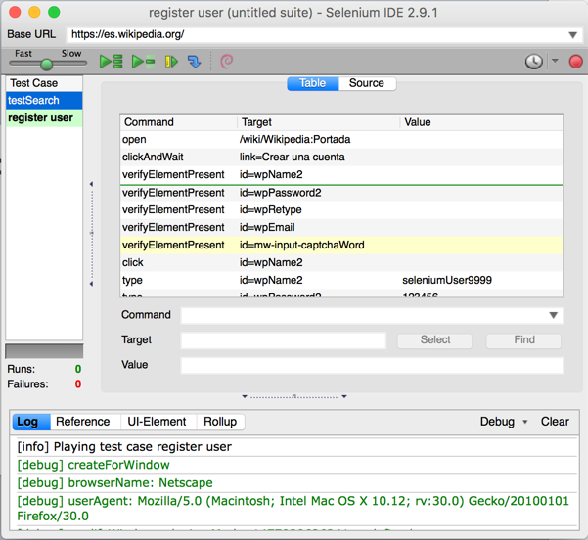 register user (untitled suite) - Selenium IDE 2.9.1
Base URL https://es.wikipedia.org/
Fast Slow
Test Case
testSearch
register user
Table Source
Command Target Value
open /wiki/Wikipedia:Portada
clickAndWait link=Crear una cuenta
verifyElementPresent id=wpName2
verifyElementPresent id=wpPassword2
verifyElementPresent id=wpRetype
verifyElementPresent id=wpEmail
verifyElementPresent id=mw-input-captchaWord
click id=wpName2
type id=wpName2 seleniumUser9999
type id=wpPassword2 123456
Command
Target Select Find
Value
Runs: 0
Failures: 0
Log Reference UI-Element Rollup Debug Clear
[info] Playing test case register user
[debug] createForWindow
[debug] browserName: Netscape
[debug] userAgent: Mozilla/5.0 (Macintosh; Intel Mac OS X 10.12; rv:30.0) Gecko/20100101
Firefox/30.0